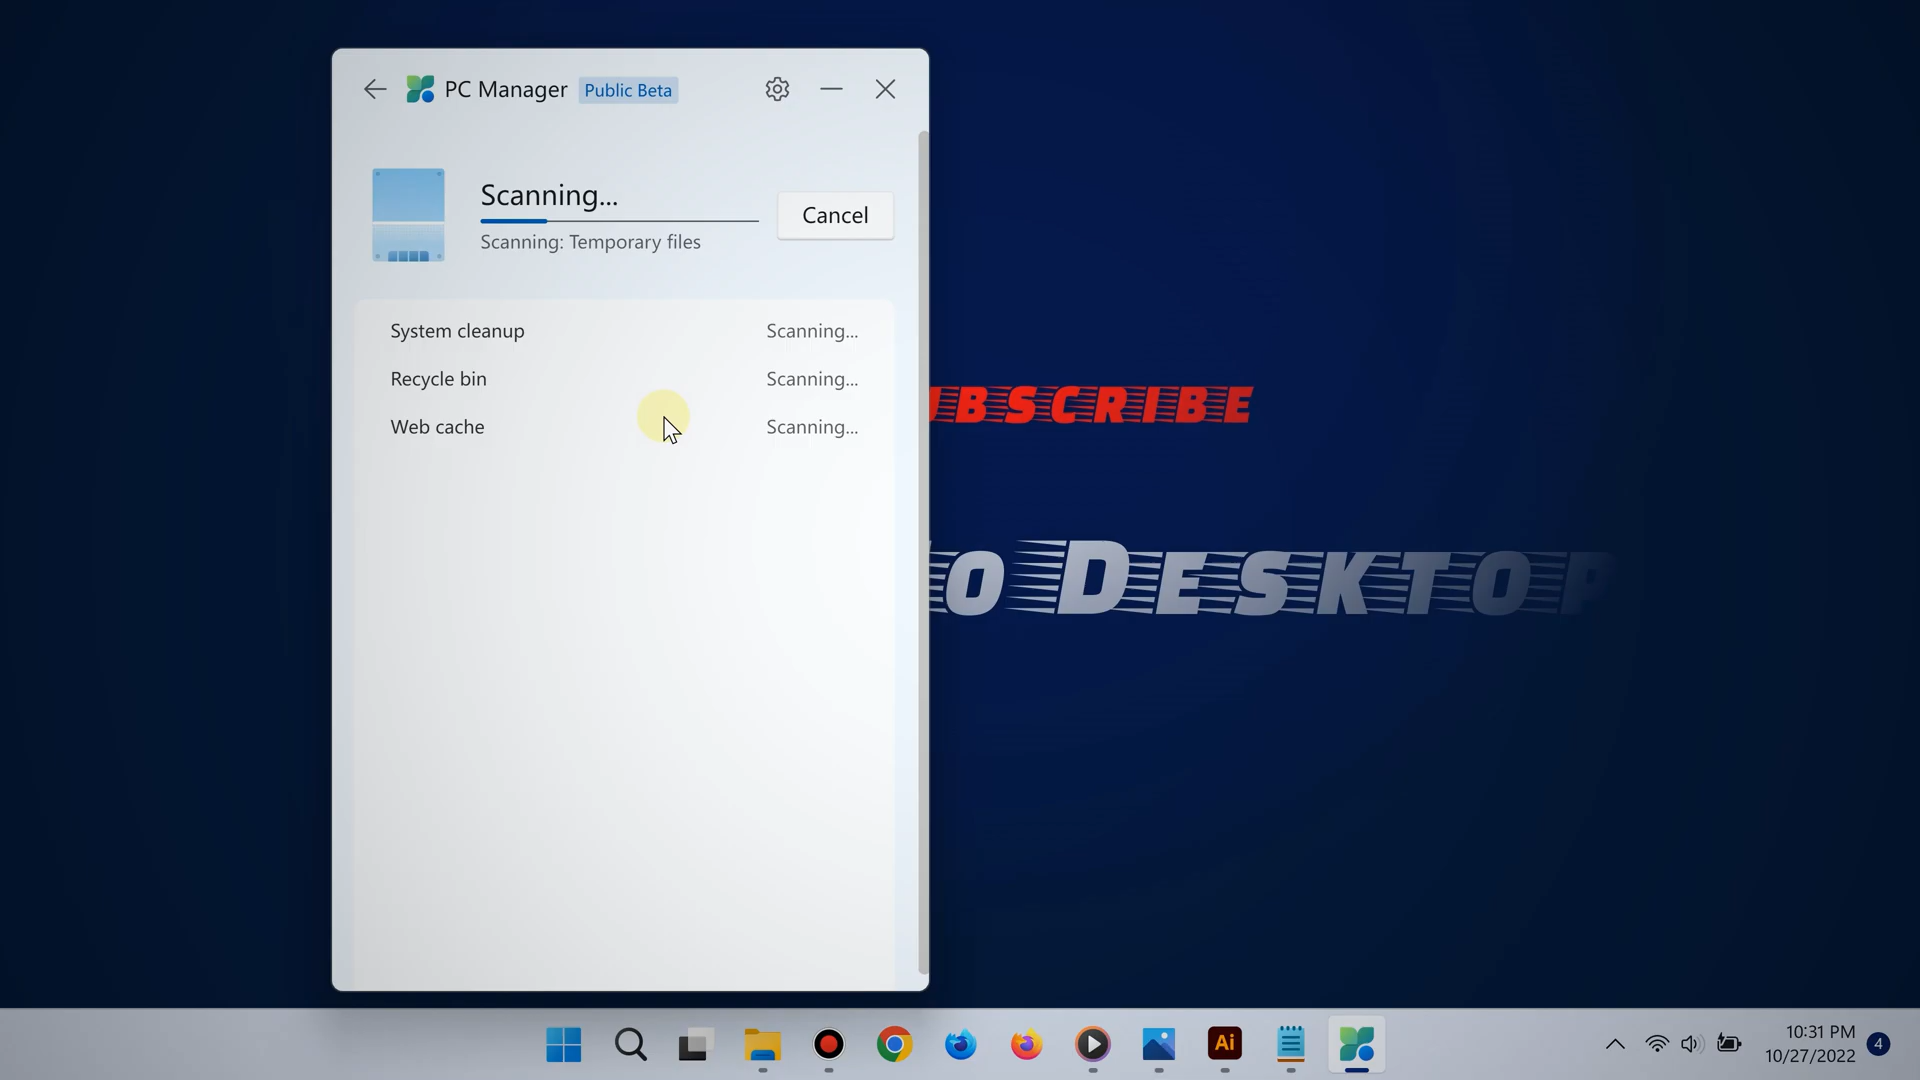 PC Manager Public Beta
Scanning...
Cancel
Scanning: Temporary files
System cleanup Scanning...
Recycle bin Scanning...
Web cache Scanning...
BSCRIBE
o Desktop
Ai
10:31 PM
10/27/2022
4